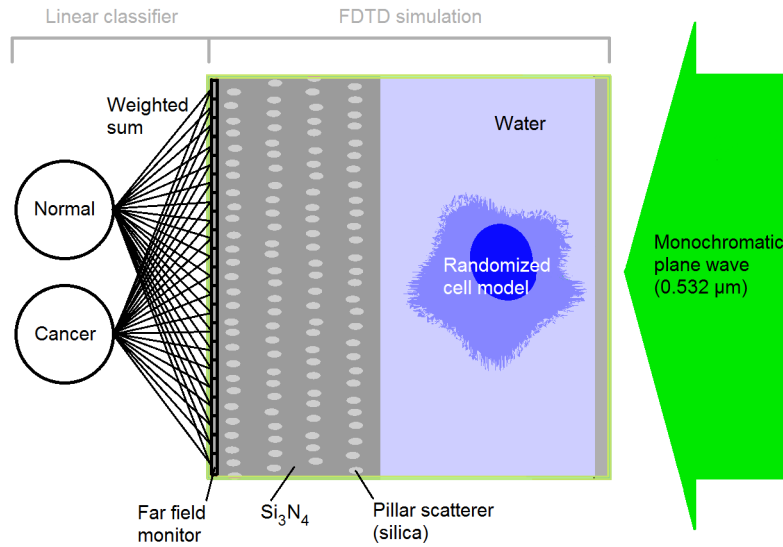 Linear classifier
FDTD simulation
Weighted
sum
Water
Normal
Randomized
cell model
Monochromatic
plane wave
(0.532 µm)
Cancer
Far field
monitor
Si₃N₄
Pillar scatterer
(silica)